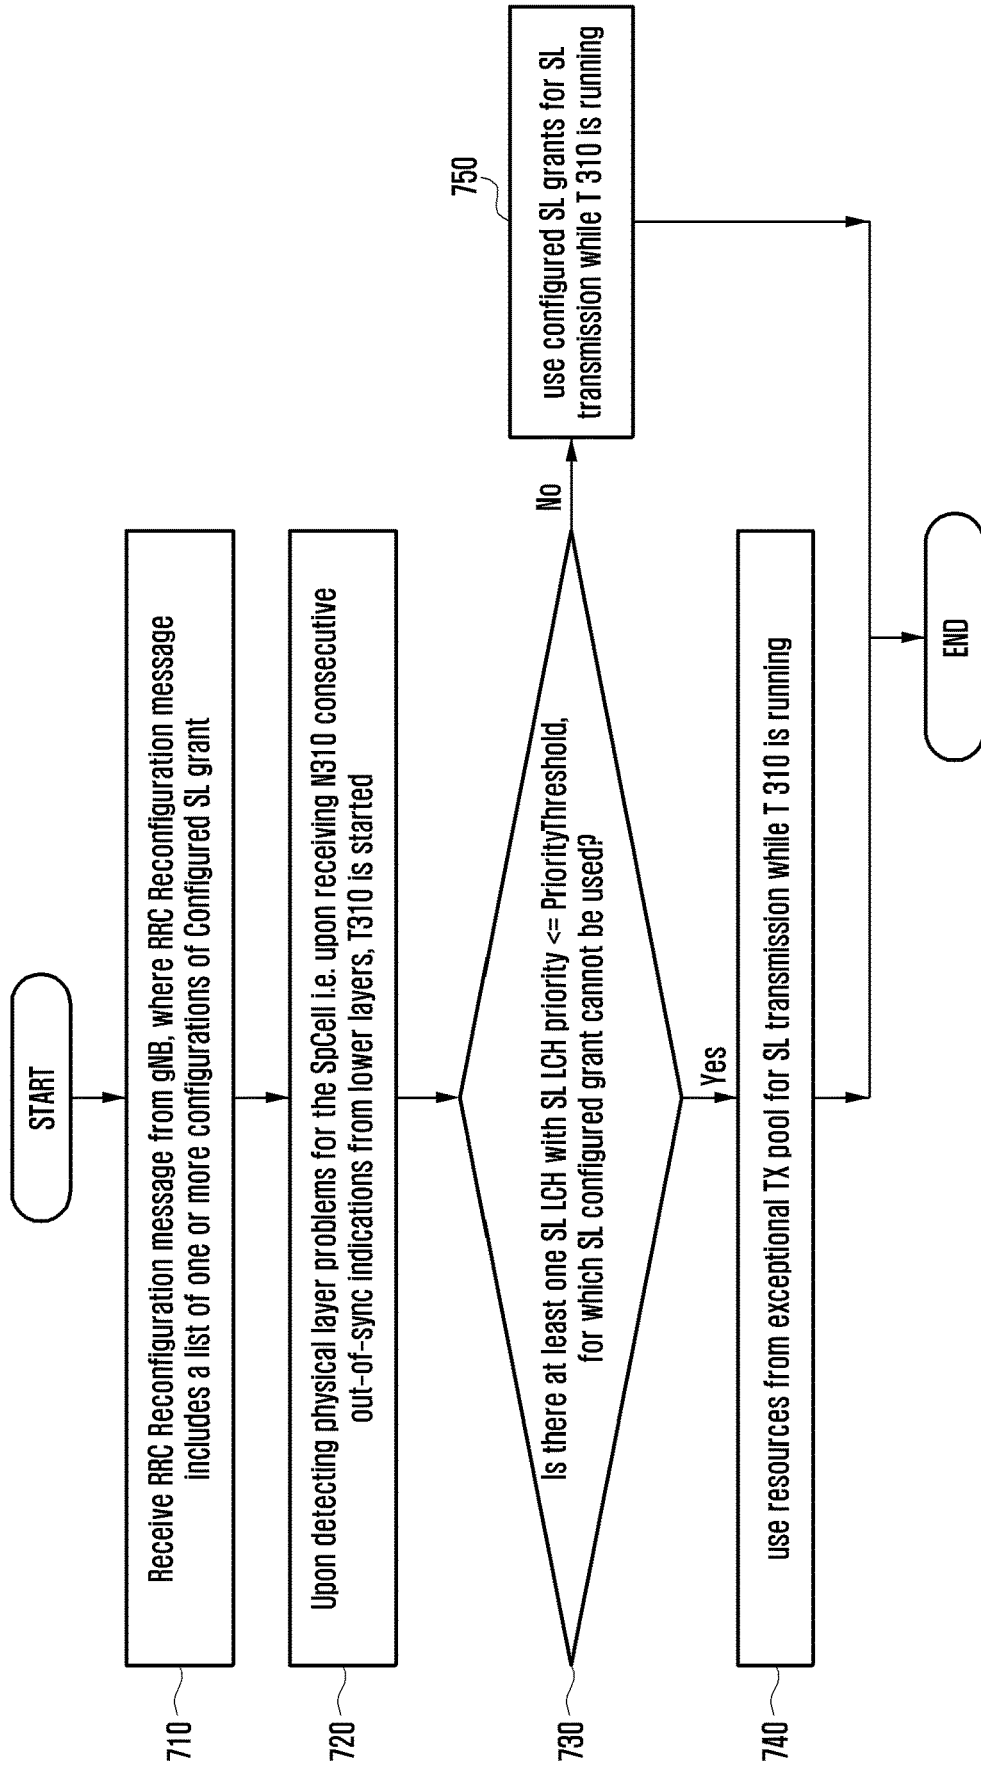 START
710
Receive RRC Reconfiguration message from gNB, where RRC Reconfiguration message
includes a list of one or more configurations of Configured SL grant
720
Upon detecting physical layer problems for the SpCell i.e. upon receiving N310 consecutive
out-of-sync indications from lower layers, T310 is started
730
Is there at least one SL LCH with SL LCH priority <= PriorityThreshold,
for which SL configured grant cannot be used?
No
750
use configured SL grants for SL
transmission while T 310 is running
Yes
740
use resources from exceptional TX pool for SL transmission while T 310 is running
END